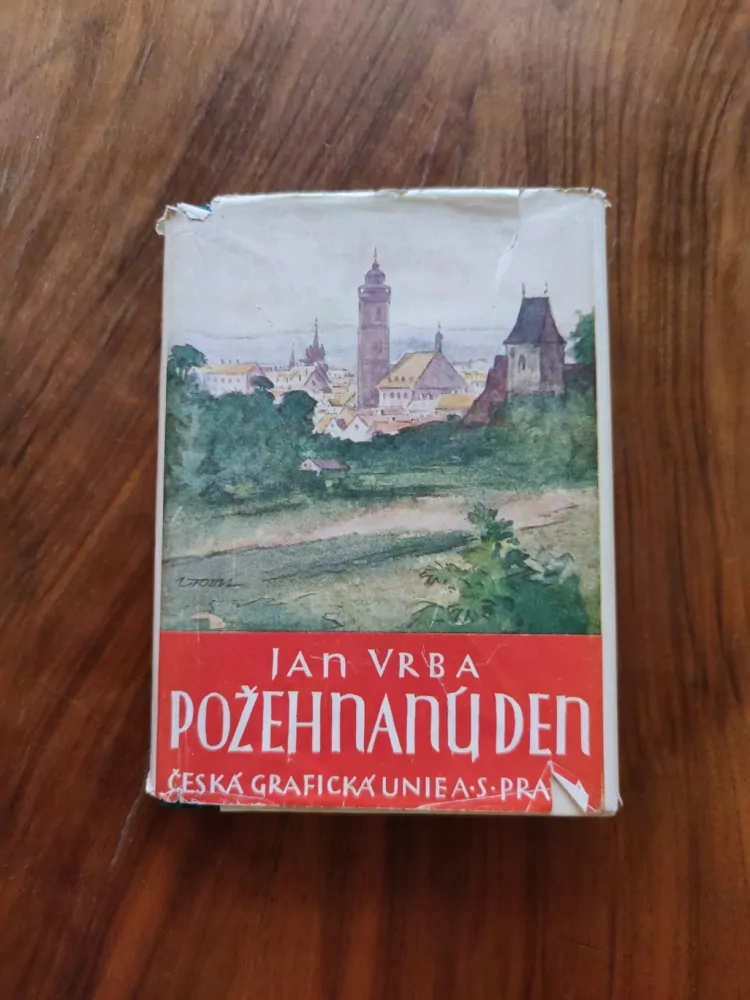 JAN VRBA
POŽEHNANÝ DEN
ČESKÁ GRAFICKÁ UNIE A·S· PRA